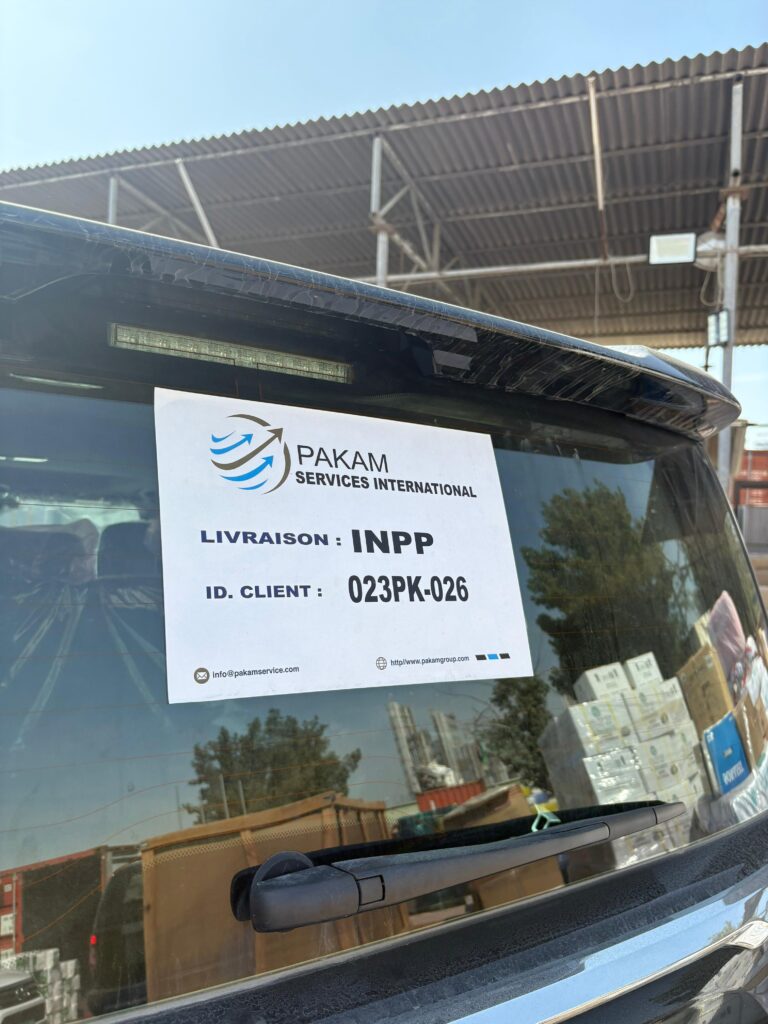 PAKAM
SERVICES INTERNATIONAL
LIVRAISON : INPP
ID. CLIENT : 023PK-026
info@pakamservice.com
http//www.pakamgroup.com